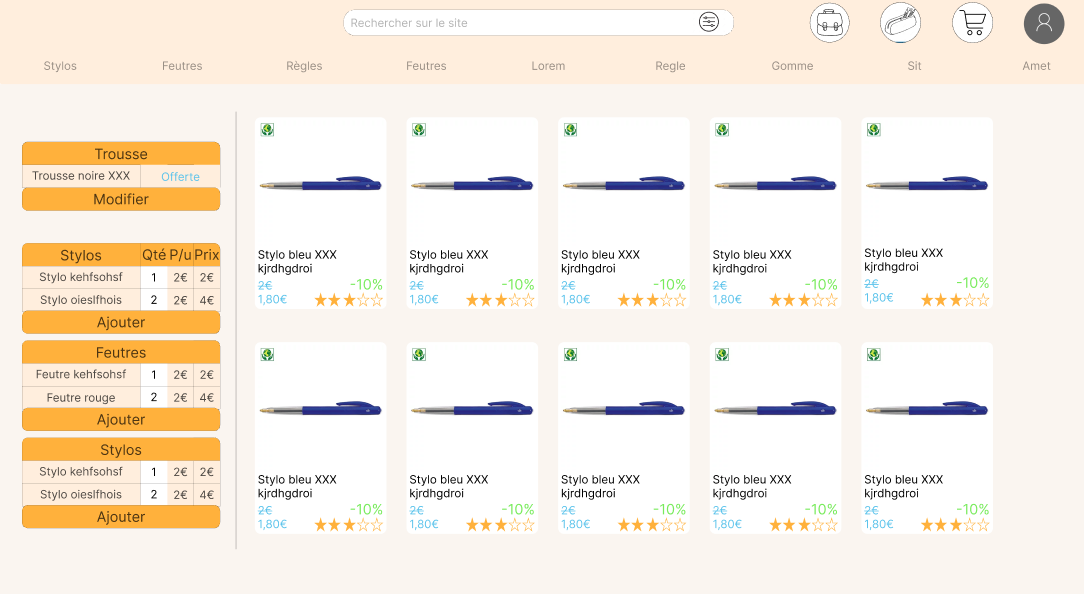 Rechercher sur le site
Stylos Feutres Règles Feutres Lorem Regle Gomme Sit Amet
Trousse
Trousse noire XXX Offerte
Modifier
Stylos Qté P/u Prix
Stylo kehfsohsf 1 2€ 2€
Stylo oieslfhois 2 2€ 4€
Ajouter
Feutres
Feutre kehfsohsf 1 2€ 2€
Feutre rouge 2 2€ 4€
Ajouter
Stylos
Stylo kehfsohsf 1 2€ 2€
Stylo oieslfhois 2 2€ 4€
Ajouter
Stylo bleu XXX
kjrdhgdroi
-10%
2€
1,80€
Stylo bleu XXX
kjrdhgdroi
-10%
2€
1,80€
Stylo bleu XXX
kjrdhgdroi
-10%
2€
1,80€
Stylo bleu XXX
kjrdhgdroi
-10%
2€
1,80€
Stylo bleu XXX
kjrdhgdroi
-10%
2€
1,80€
Stylo bleu XXX
kjrdhgdroi
-10%
2€
1,80€
Stylo bleu XXX
kjrdhgdroi
-10%
2€
1,80€
Stylo bleu XXX
kjrdhgdroi
-10%
2€
1,80€
Stylo bleu XXX
kjrdhgdroi
-10%
2€
1,80€
Stylo bleu XXX
kjrdhgdroi
-10%
2€
1,80€